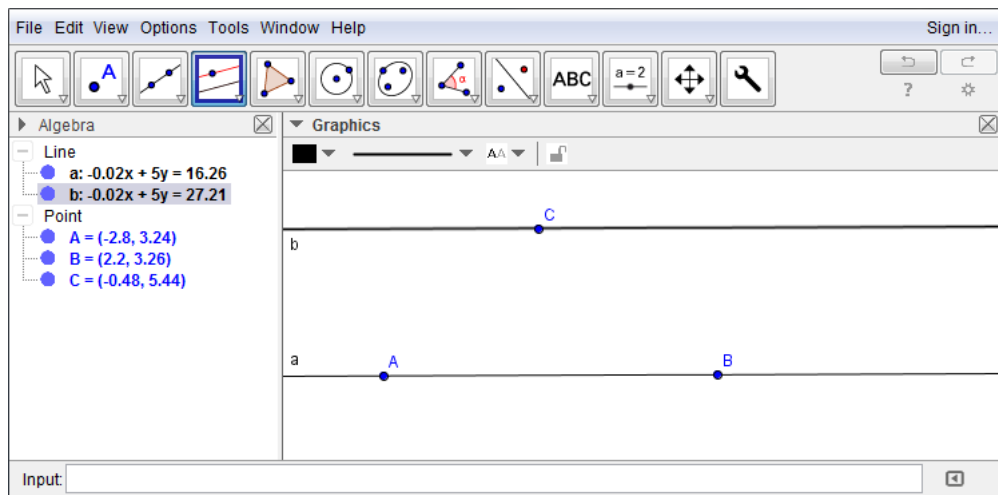 File Edit View Options Tools Window Help Sign in...
A α ABC a=2
?
Algebra
Graphics
Line
AA
a: -0.02x + 5y = 16.26
b: -0.02x + 5y = 27.21
Point
A = (-2.8, 3.24)
B = (2.2, 3.26)
C = (-0.48, 5.44)
C
b
a
A
B
Input: